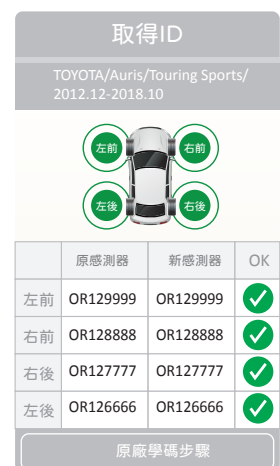 取得ID
TOYOTA/Auris/Touring Sports/
2012.12-2018.10
左前 右前
左後 右後
原感測器 新感測器 OK
左前 OR129999 OR129999
右前 OR128888 OR128888
右後 OR127777 OR127777
左後 OR126666 OR126666
原廠學碼步驟